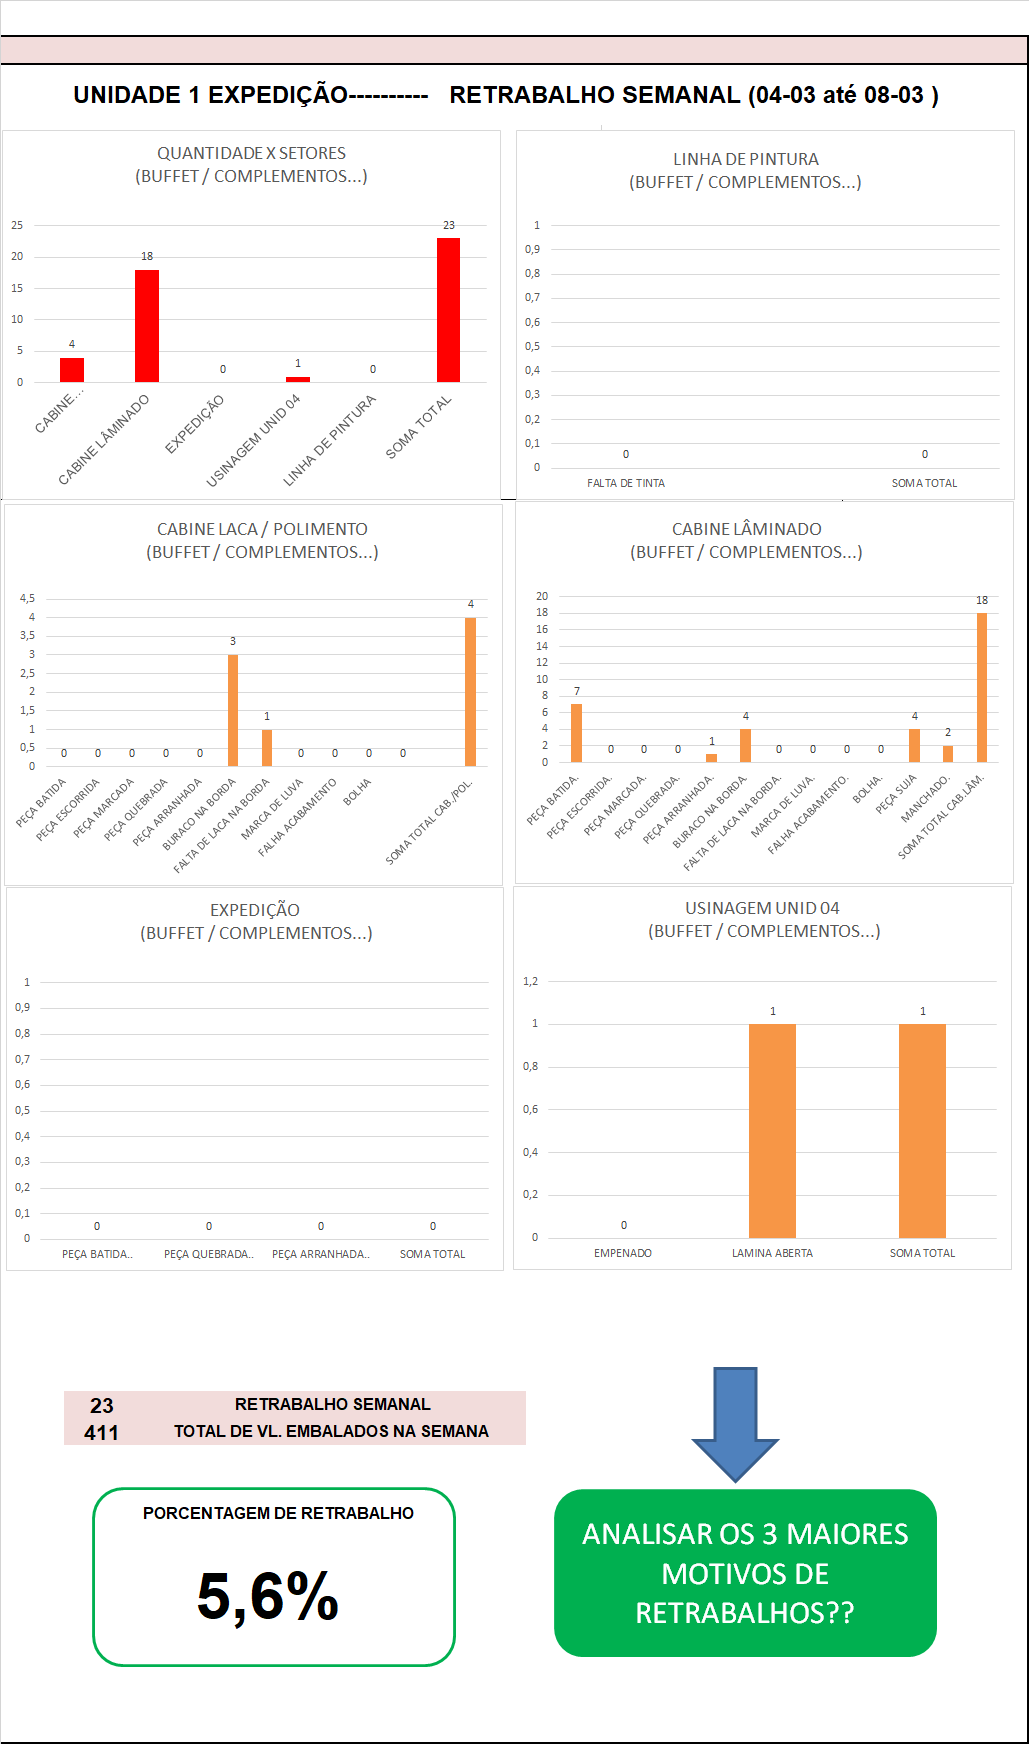 UNIDADE 1 EXPEDIÇÃO---------- RETRABALHO SEMANAL (04-03 até 08-03 )
QUANTIDADE X SETORES
(BUFFET / COMPLEMENTOS...)
25
20
15
10
5
0
4
18
0
1
0
23
CABINE...
CABINE LÂMINADO
EXPEDIÇÃO
USINAGEM UNID 04
LINHA DE PINTURA
SOMA TOTAL
LINHA DE PINTURA
(BUFFET / COMPLEMENTOS...)
1
0,9
0,8
0,7
0,6
0,5
0,4
0,3
0,2
0,1
0
0
0
FALTA DE TINTA
SOMA TOTAL
CABINE LACA / POLIMENTO
(BUFFET / COMPLEMENTOS...)
4,5
4
3,5
3
2,5
2
1,5
1
0,5
0
0
0
0
0
0
3
1
0
0
0
0
4
PEÇA BATIDA
PEÇA ESCORRIDA
PEÇA MARCADA
PEÇA QUEBRADA
PEÇA ARRANHADA
BURACO NA BORDA
FALTA DE LACA NA BORDA
MARCA DE LUVA
FALHA ACABAMENTO
BOLHA
SOMA TOTAL CAB./POL.
CABINE LÂMINADO
(BUFFET / COMPLEMENTOS...)
20
18
16
14
12
10
8
6
4
2
0
7
0
0
0
1
4
0
0
0
0
4
2
18
PEÇA BATIDA.
PEÇA ESCORRIDA.
PEÇA MARCADA.
PEÇA QUEBRADA.
PEÇA ARRANHADA.
BURACO NA BORDA.
FALTA DE LACA NA BORDA.
MARCA DE LUVA.
FALHA ACABAMENTO.
BOLHA.
PEÇA SUJA
MANCHADO.
SOMA TOTAL CAB.LÂM.
EXPEDIÇÃO
(BUFFET / COMPLEMENTOS...)
1
0,9
0,8
0,7
0,6
0,5
0,4
0,3
0,2
0,1
0
0
0
0
0
PEÇA BATIDA..
PEÇA QUEBRADA..
PEÇA ARRANHADA..
SOMA TOTAL
USINAGEM UNID 04
(BUFFET / COMPLEMENTOS...)
1,2
1
0,8
0,6
0,4
0,2
0
0
1
1
EMPENADO
LAMINA ABERTA
SOMA TOTAL
23 RETRABALHO SEMANAL
411 TOTAL DE VL. EMBALADOS NA SEMANA
PORCENTAGEM DE RETRABALHO
5,6%
ANALISAR OS 3 MAIORES
MOTIVOS DE
RETRABALHOS??